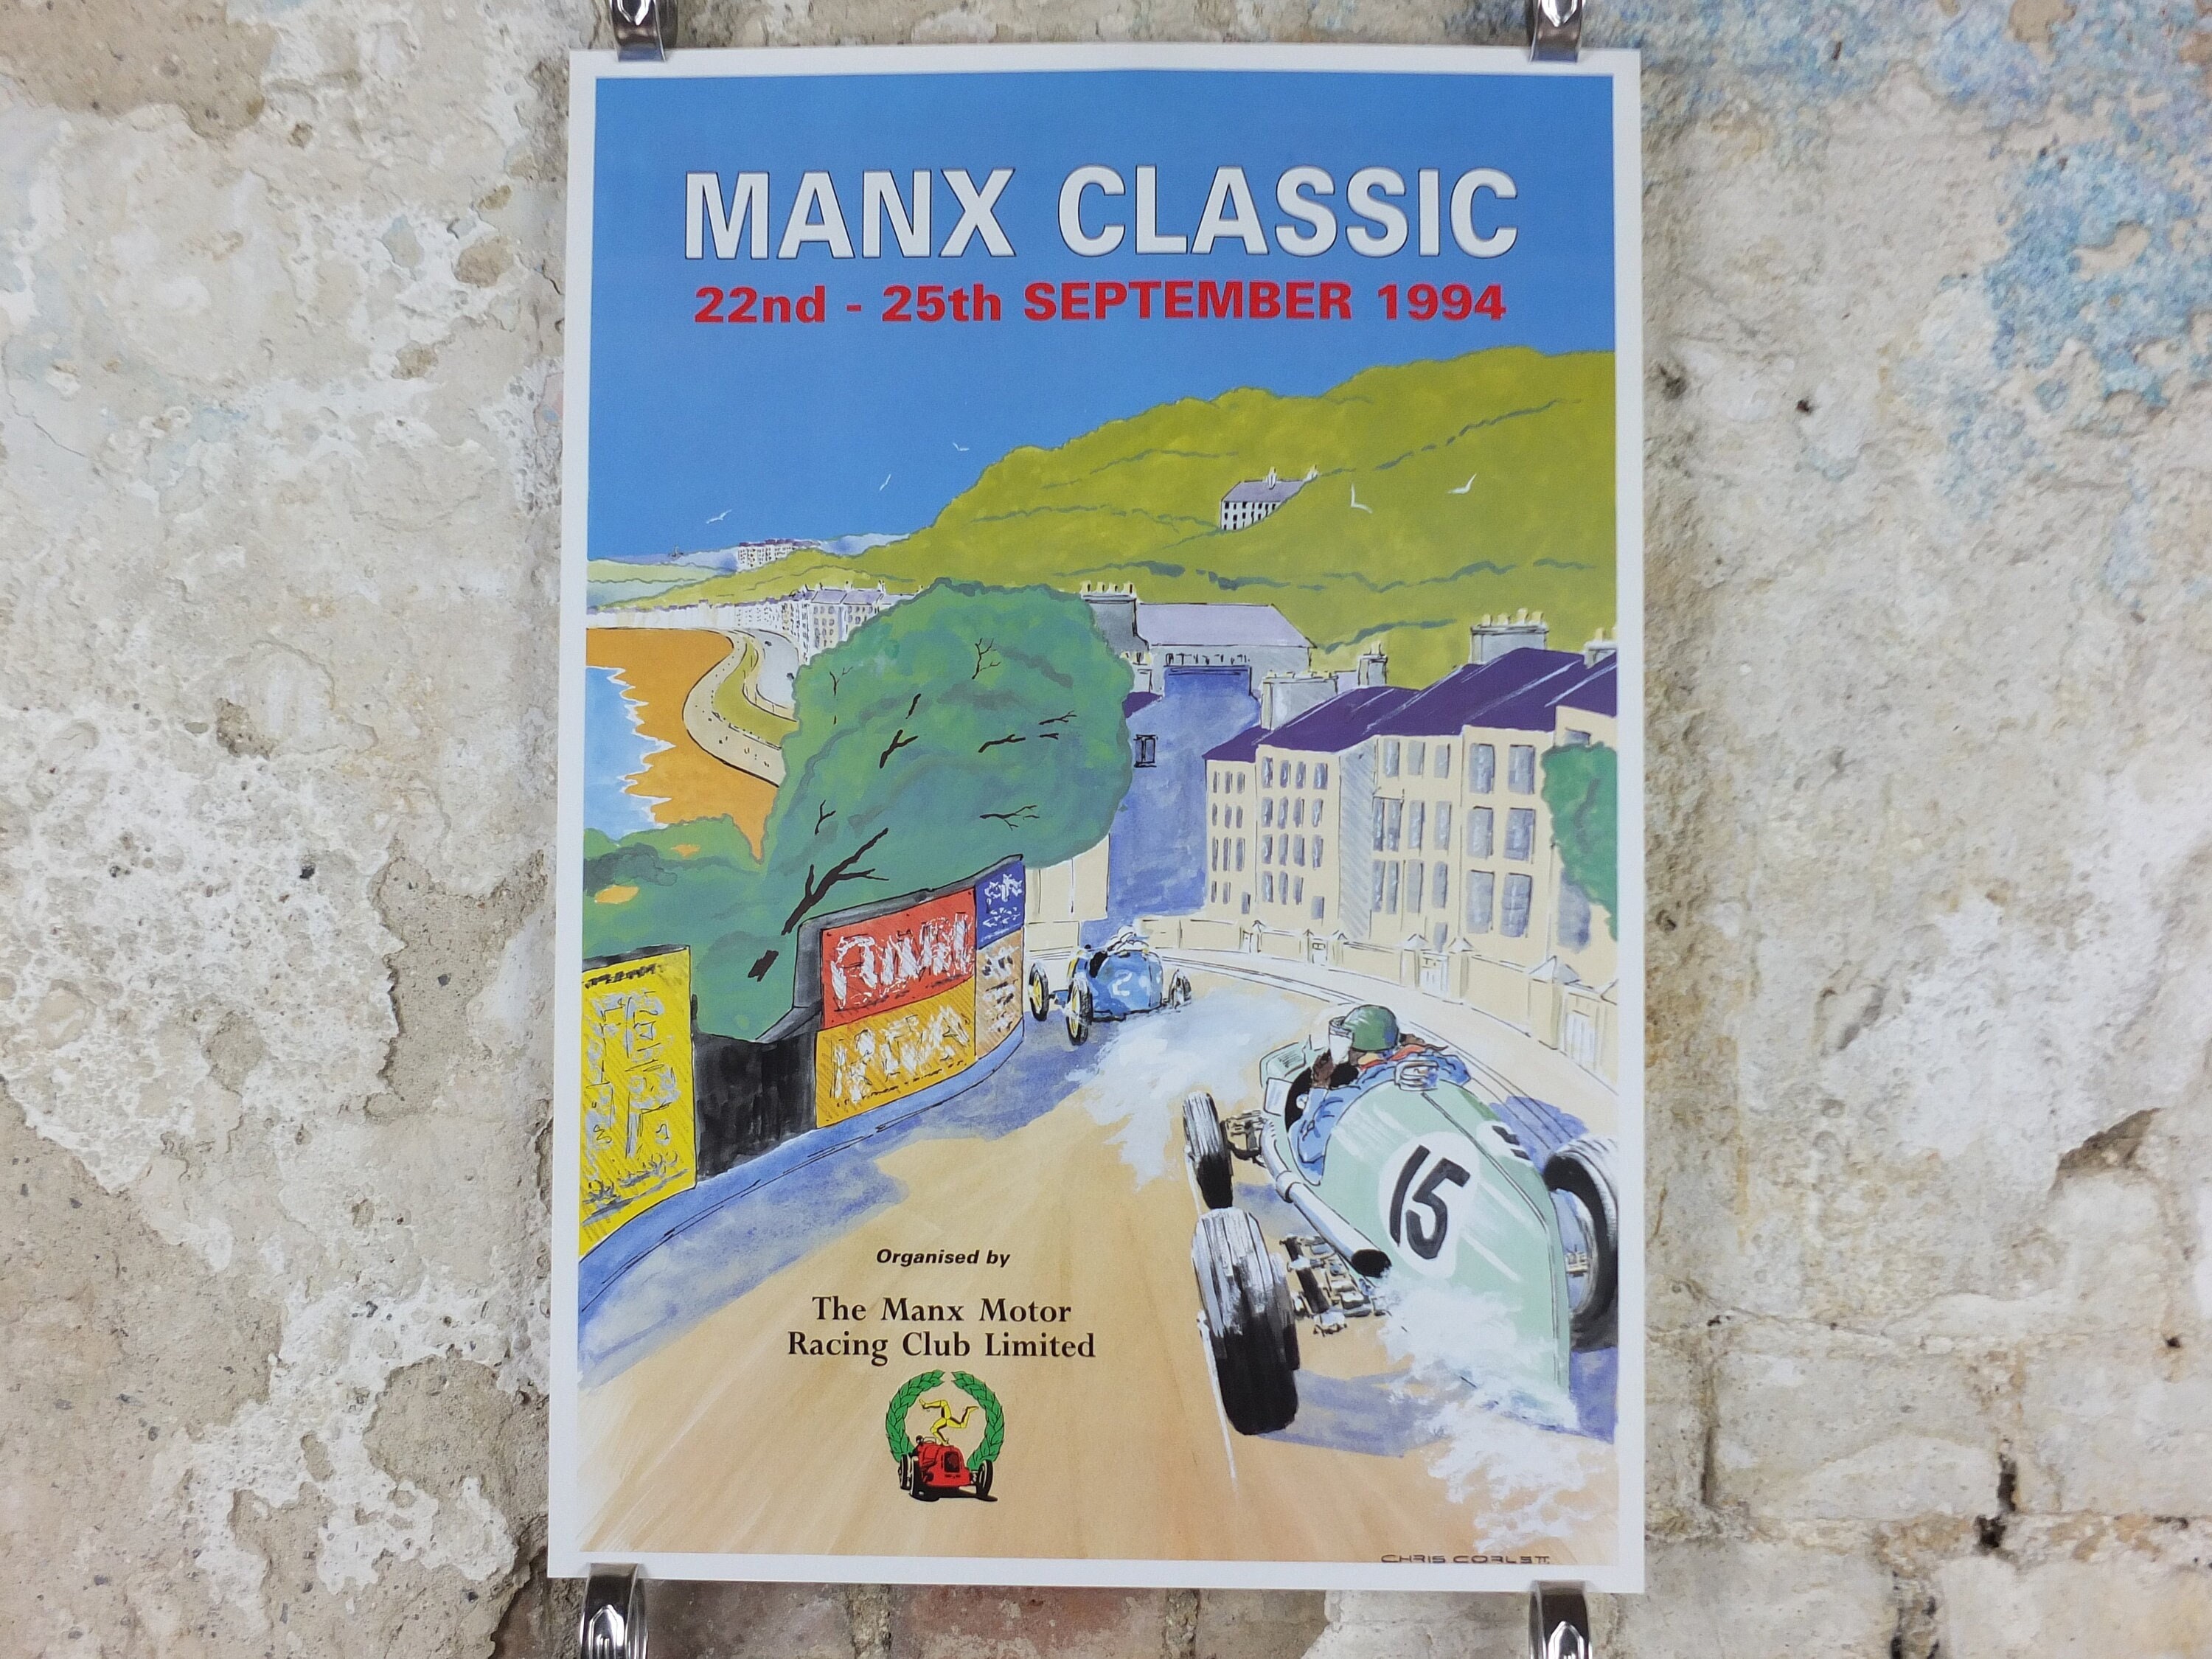 MANX CLASSIC
22nd - 25th SEPTEMBER 1994
2
15
Organised by
The Manx Motor
Racing Club Limited
CHRIS CORLETT